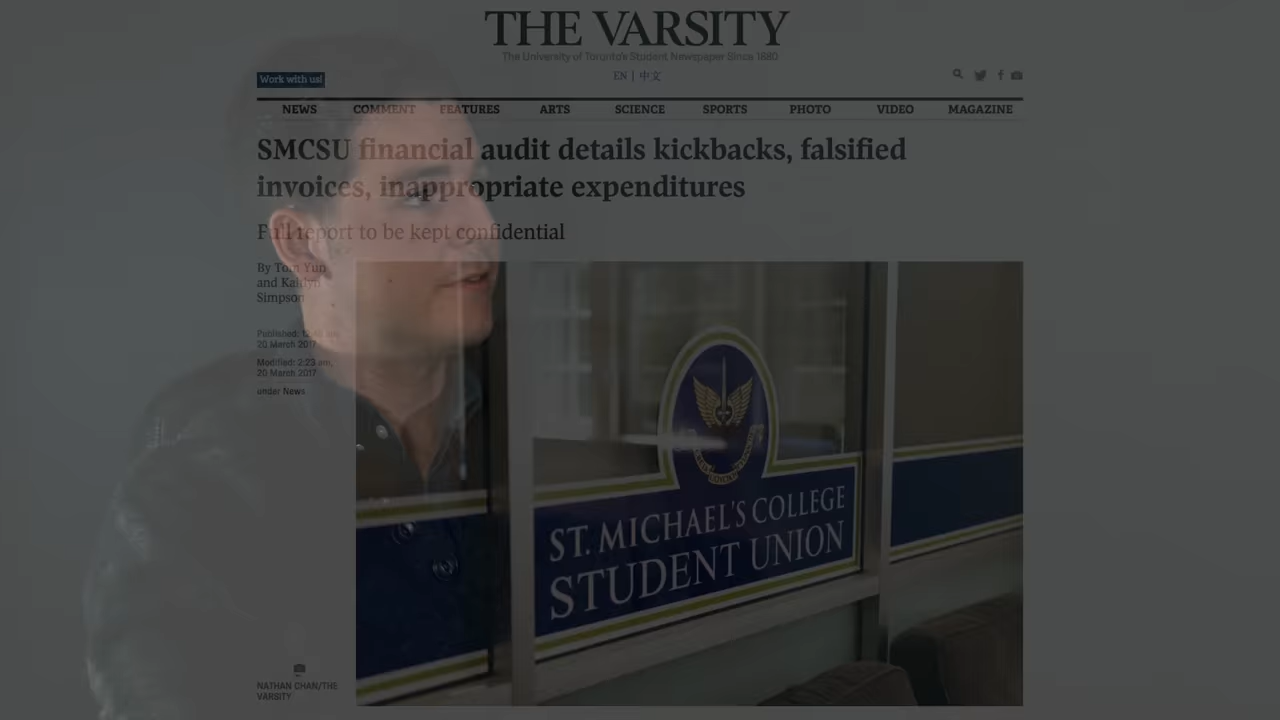 THE VARSITY
The University of Toronto's Student Newspaper Since 1880
Work with us!
EN | 中文
NEWS COMMENT FEATURES ARTS SCIENCE SPORTS PHOTO VIDEO MAGAZINE
SMCSU financial audit details kickbacks, falsified
invoices, inappropriate expenditures
Full report to be kept confidential
By Tom Yun
and Kaitlyn
Simpson
Published: am,
20 March 2017
Modified: 2:23 am,
20 March 2017
under News
ST. MICHAEL'S COLLEGE
STUDENT UNION
NATHAN CHAN/THE
VARSITY